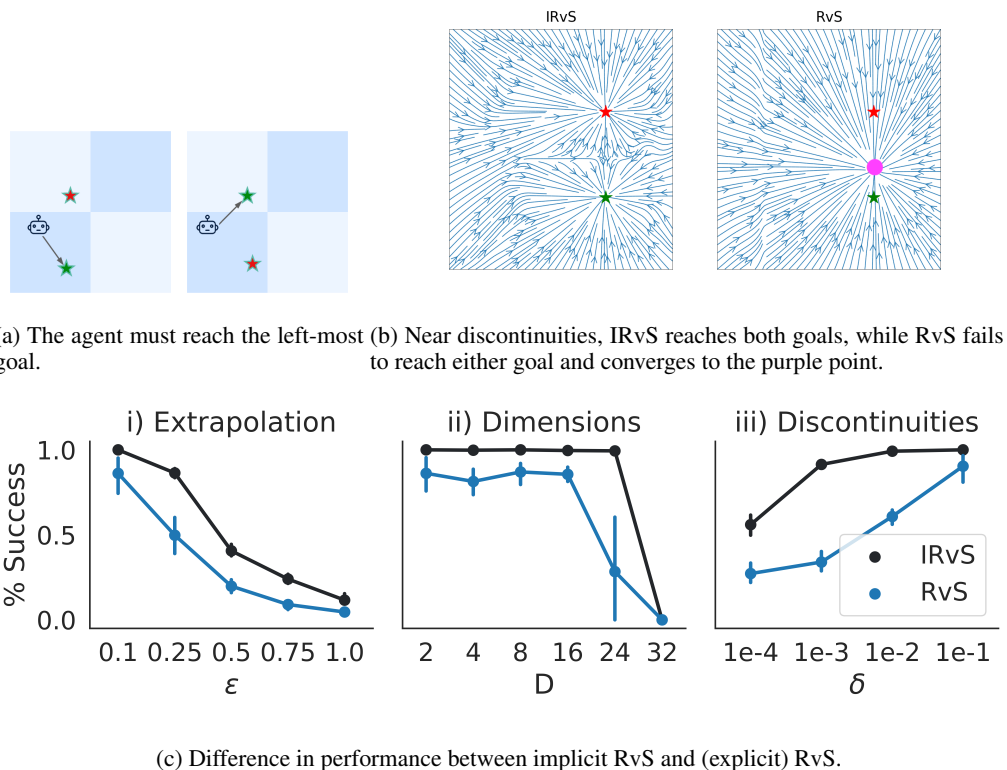 IRvS
RvS
a) The agent must reach the left-most
goal.
(b) Near discontinuities, IRvS reaches both goals, while RvS fails
to reach either goal and converges to the purple point.
i) Extrapolation
ii) Dimensions
iii) Discontinuities
% Success
1.0
0.5
0.0
IRvS
RvS
0.1 0.25 0.5 0.75 1.0
2 4 8 16 24 32
1e-4 1e-3 1e-2 1e-1
ε
D
δ
(c) Difference in performance between implicit RvS and (explicit) RvS.